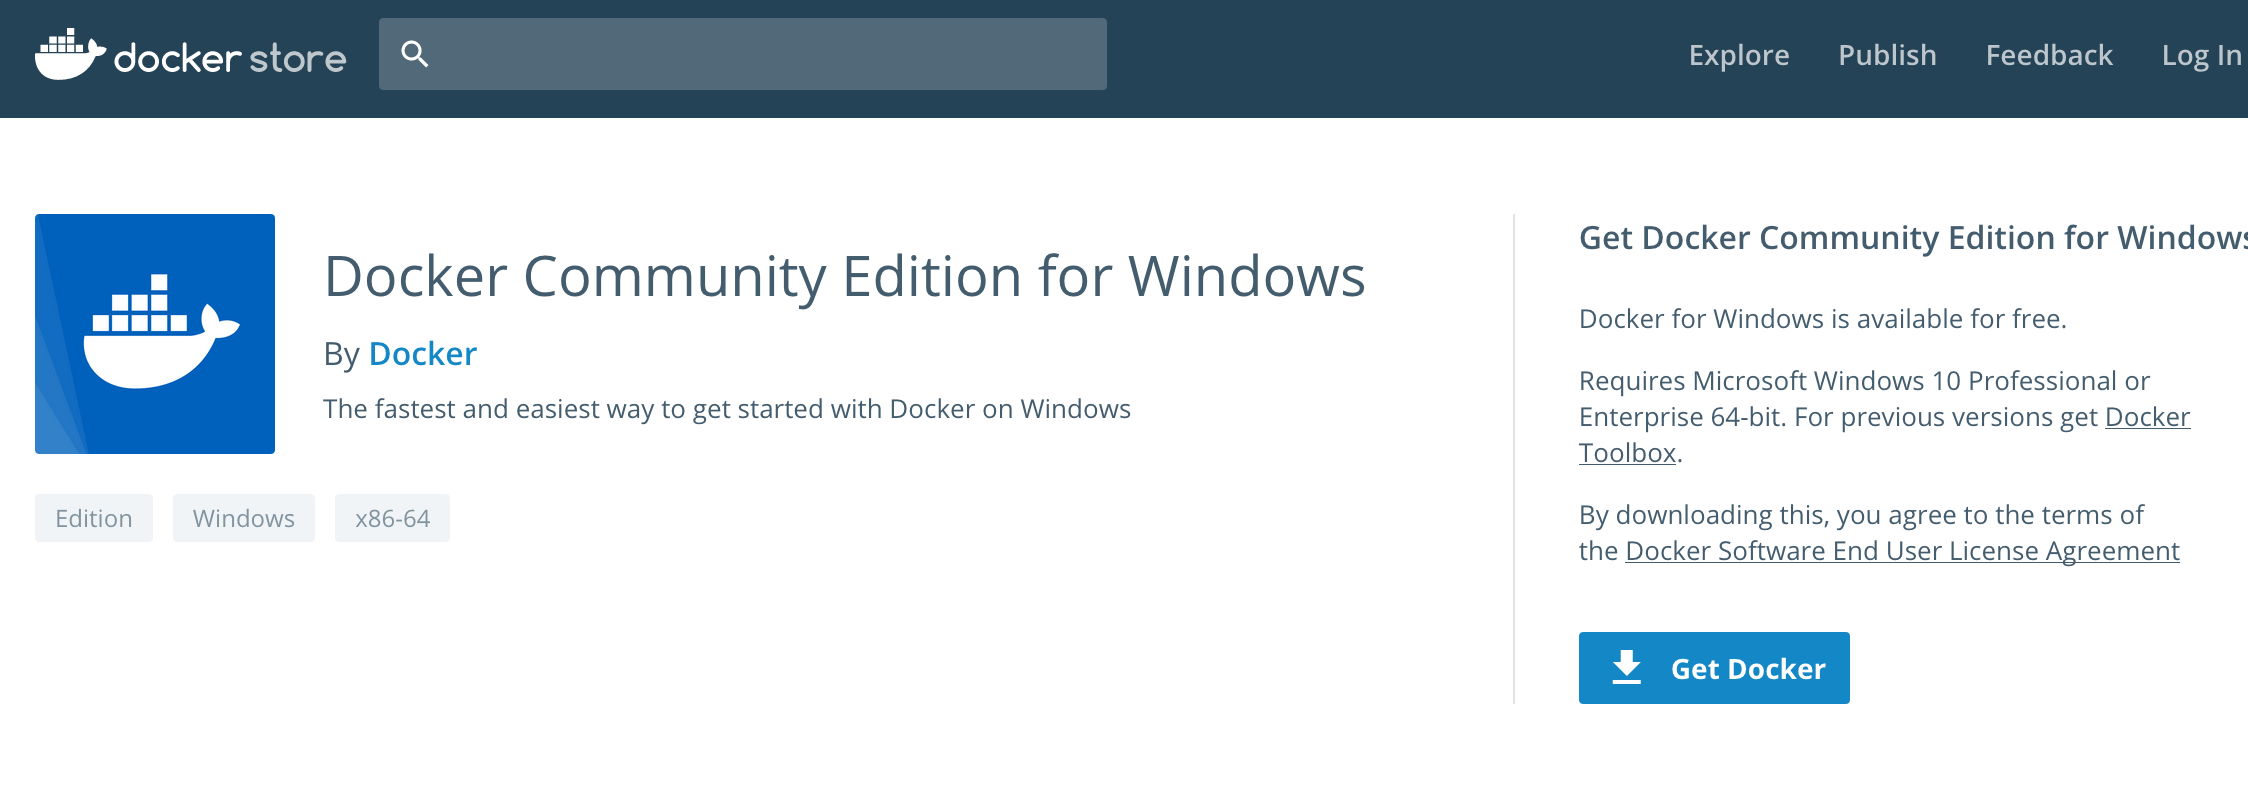 docker store
Explore Publish Feedback Log In
Docker Community Edition for Windows
By Docker
The fastest and easiest way to get started with Docker on Windows
Edition Windows x86-64
Get Docker Community Edition for Windows
Docker for Windows is available for free.
Requires Microsoft Windows 10 Professional or
Enterprise 64-bit. For previous versions get Docker
Toolbox.
By downloading this, you agree to the terms of
the Docker Software End User License Agreement
Get Docker